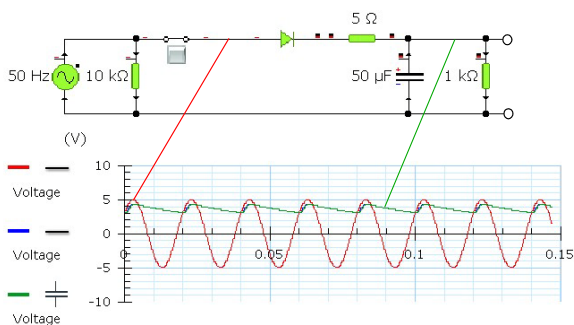 5 Ω
50 Hz
10 kΩ
50 µF
1 kΩ
+
-
(V)
10
5
0
-5
-10
0
0.05
0.1
0.15
Voltage
Voltage
Voltage